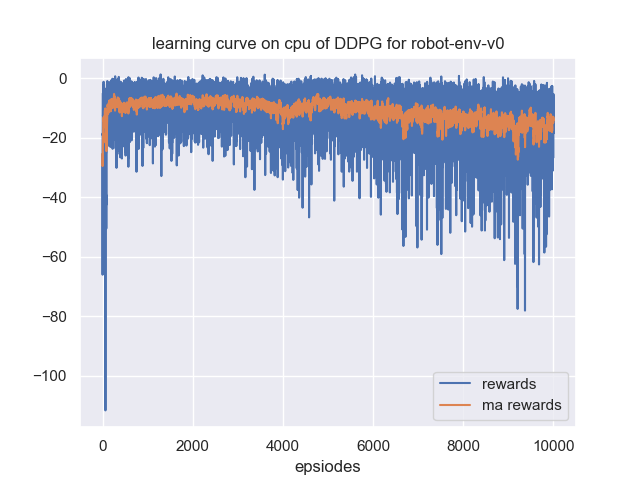 learning curve on cpu of DDPG for robot-env-v0
0
−20
−40
−60
−80
−100
0 2000 4000 6000 8000 10000
epsiodes
rewards
ma rewards